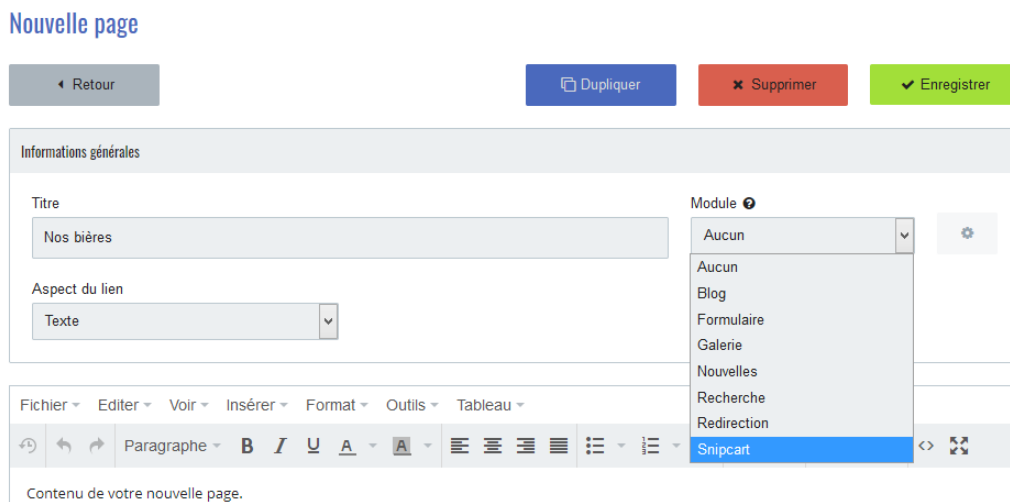 Nouvelle page
Retour
Dupliquer
Supprimer
Enregistrer
Informations générales
Titre
Module
Nos bières
Aucun
Aucun
Blog
Formulaire
Galerie
Nouvelles
Recherche
Redirection
Snipcart
Aspect du lien
Texte
Fichier Editer Voir Insérer Format Outils Tableau
Paragraphe B I U A A
Contenu de votre nouvelle page.